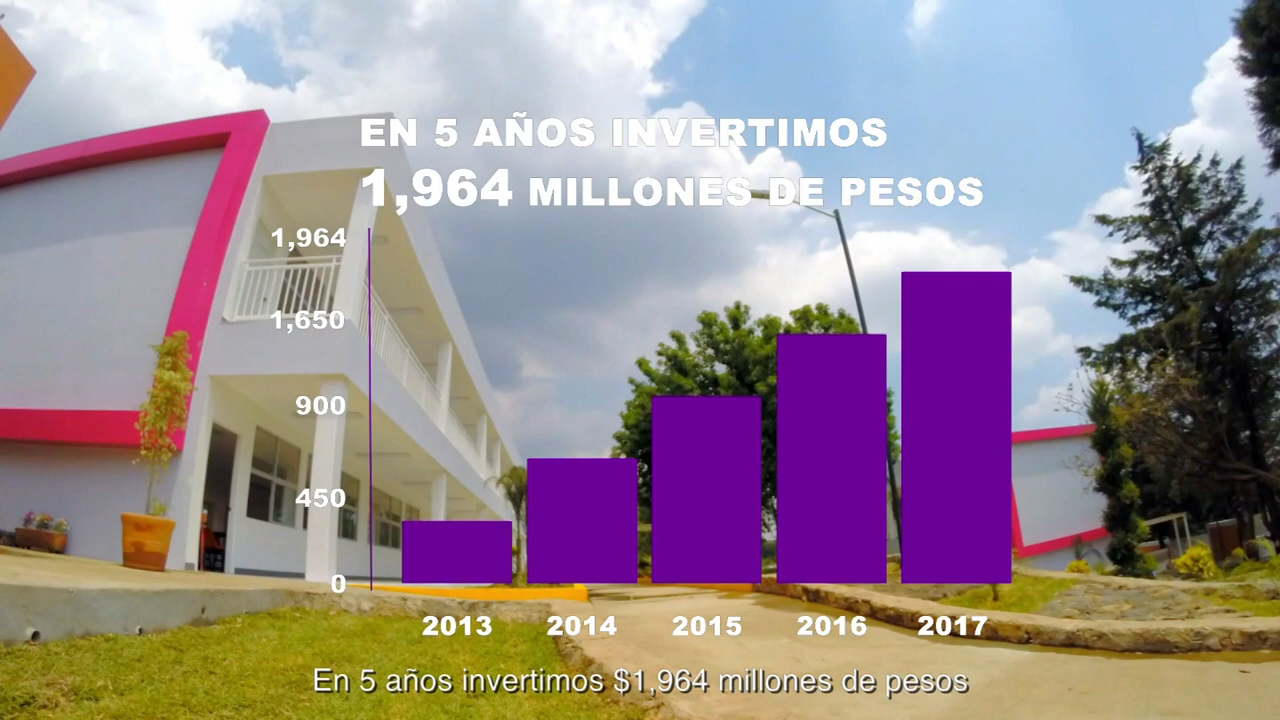 EN 5 AÑOS INVERTIMOS
1,964 MILLONES DE PESOS
1,964
1,650
900
450
0
2013 2014 2015 2016 2017
En 5 años invertimos $1,964 millones de pesos